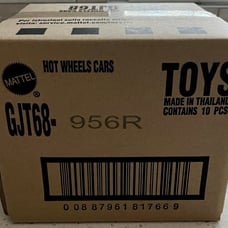 HOT WHEELS CARS
MATTEL
TOYS
MADE IN THAILAND
CONTAINS 10 PCS
GJT68-
956R
0 08 87961 81766 9